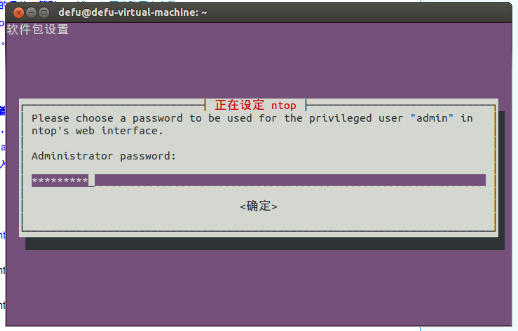 defu@defu-virtual-machine: ~
软件包设置
正在设定 ntop
Please choose a password to be used for the privileged user "admin" in
ntop's web interface.
Administrator password:
*********_
<确定>